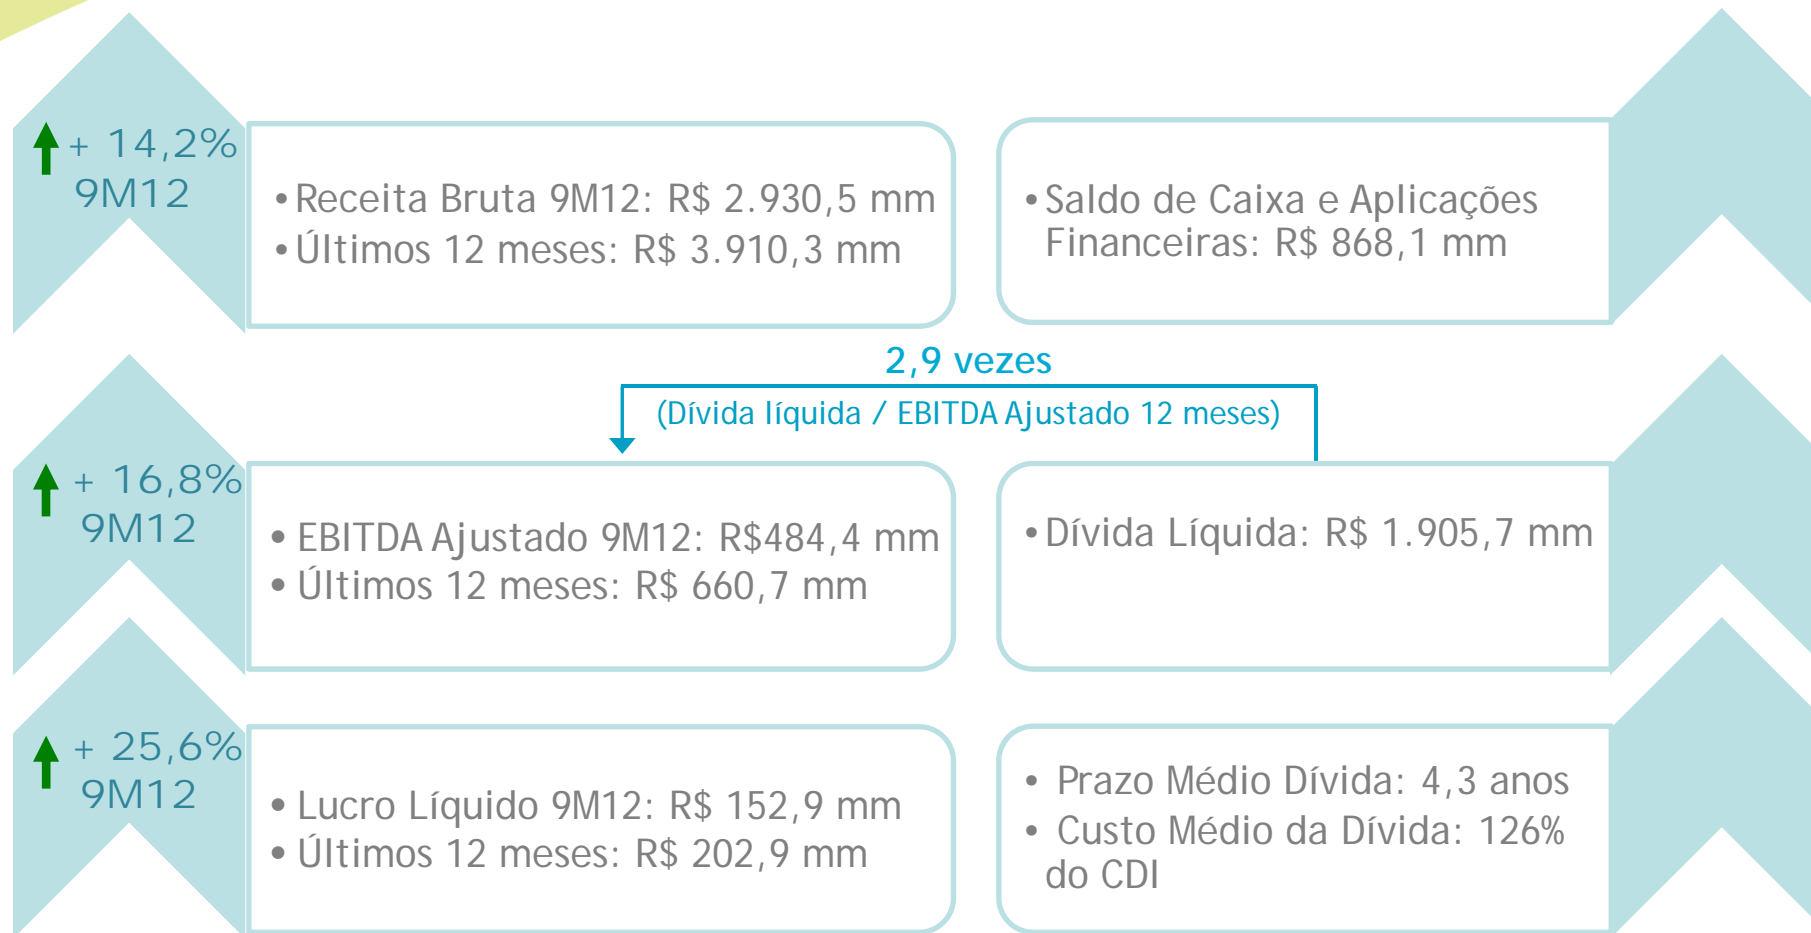 + 14,2%
9M12
•Receita Bruta 9M12: R$ 2.930,5 mm
•Últimos 12 meses: R$ 3.910,3 mm
•Saldo de Caixa e Aplicações
Financeiras: R$ 868,1 mm
2,9 vezes
(Dívida líquida / EBITDA Ajustado 12 meses)
+ 16,8%
9M12
• EBITDA Ajustado 9M12: R$484,4 mm
• Últimos 12 meses: R$ 660,7 mm
•Dívida Líquida: R$ 1.905,7 mm
+ 25,6%
9M12
• Lucro Líquido 9M12: R$ 152,9 mm
• Últimos 12 meses: R$ 202,9 mm
• Prazo Médio Dívida: 4,3 anos
• Custo Médio da Dívida: 126%
do CDI